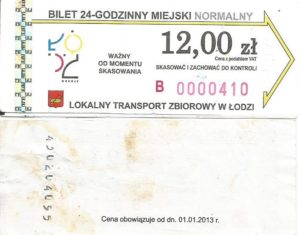 BILET 24-GODZINNY MIEJSKI NORMALNY
WAŻNY
OD MOMENTU
SKASOWANIA
12,00 zł
Cena z podatkiem VAT
SKASOWAĆ I ZACHOWAĆ DO KONTROLI
B 0000410
LOKALNY TRANSPORT ZBIOROWY W ŁODZI
Cena obowiązuje od dn. 01.01.2013 r.